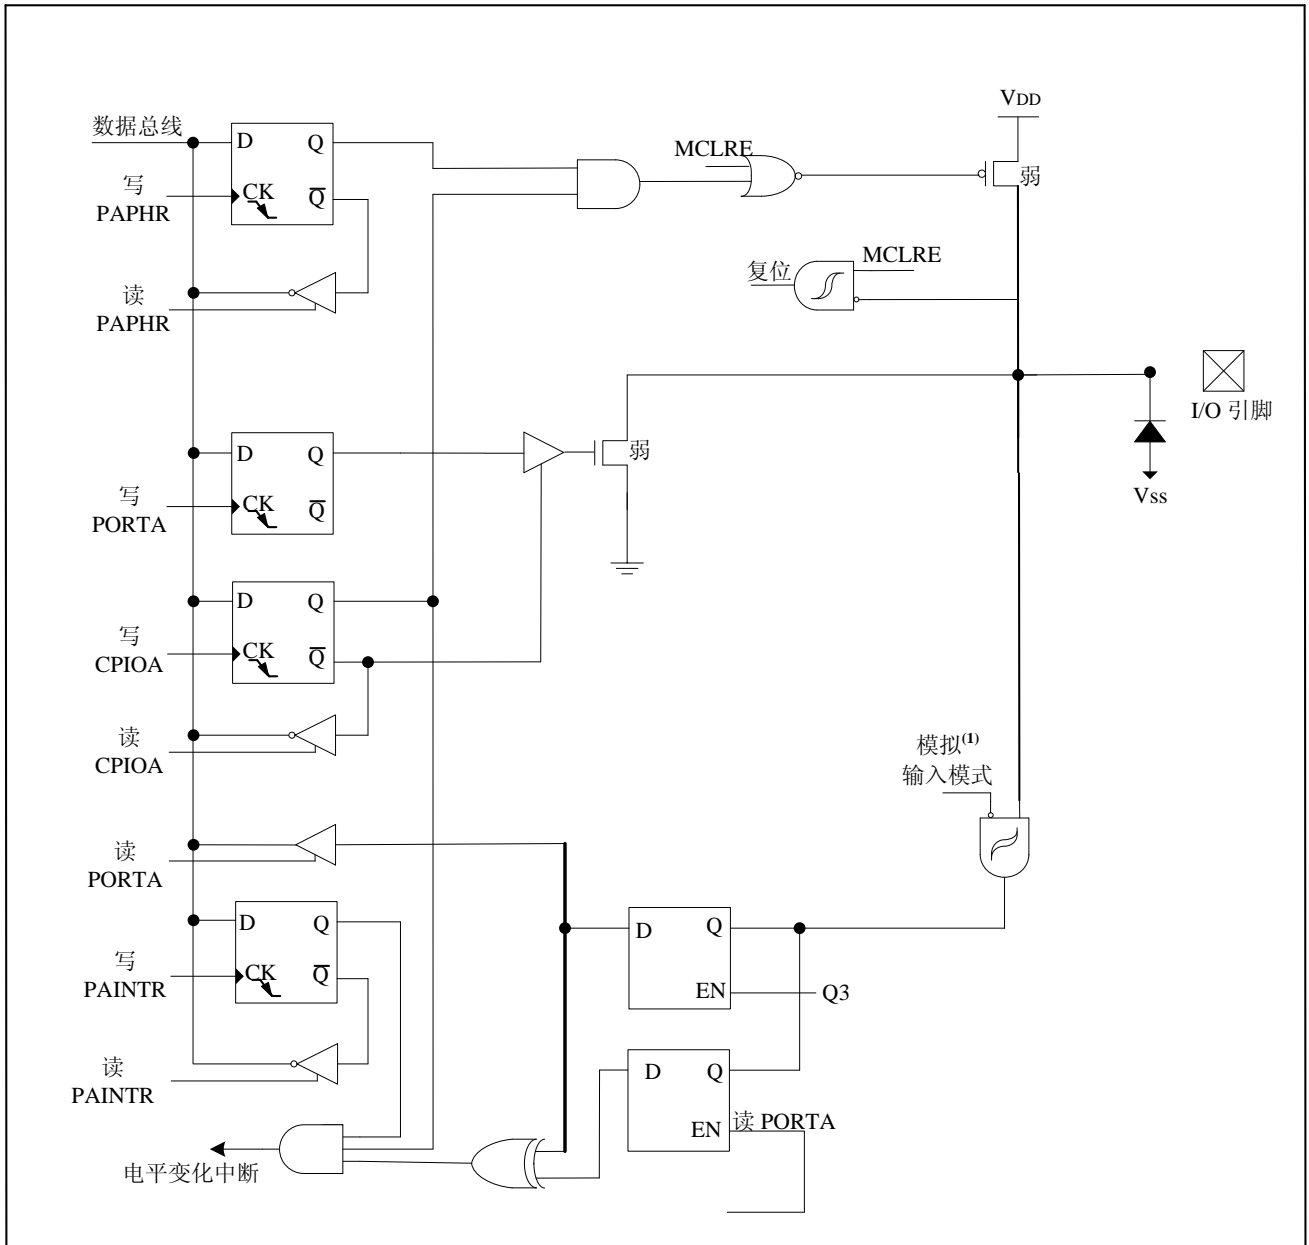 VDD
数据总线
D Q
MCLRE
弱
写
PAPHR
CK Q
MCLRE
复位
读
PAPHR
I/O 引脚
D Q
弱
写
PORTA
CK Q
Vss
D Q
写
CPIOA
CK Q
读
CPIOA
模拟(1)
输入模式
读
PORTA
D Q
D Q
写
PAINTR
CK Q
EN
Q3
读
PAINTR
D Q
EN
读 PORTA
电平变化中断